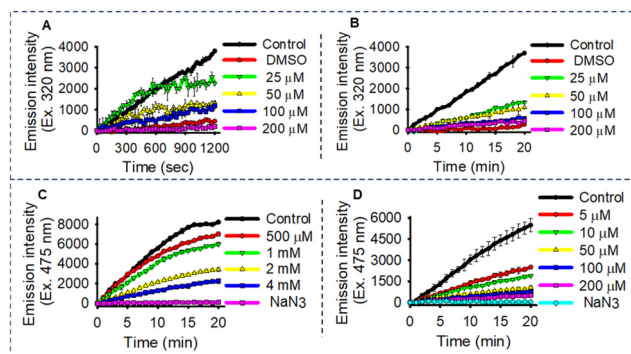 A
Emission intensity
(Ex. 320 nm)
4000
3000
2000
1000
0
0 300 600 900 1200
Time (sec)
Control
DMSO
25 µM
50 µM
100 µM
200 µM
B
Emission intensity
(Ex. 320 nm)
4000
3000
2000
1000
0
0 5 10 15 20
Time (min)
Control
DMSO
25 µM
50 µM
100 µM
200 µM
C
Emission intensity
(Ex. 475 nm)
8000
6000
4000
2000
0
0 5 10 15 20
Time (min)
Control
500 µM
1 mM
2 mM
4 mM
NaN3
D
Emission intensity
(Ex. 475 nm)
6000
4500
3000
1500
0
0 5 10 15 20
Time (min)
Control
5 µM
10 µM
50 µM
100 µM
200 µM
NaN3